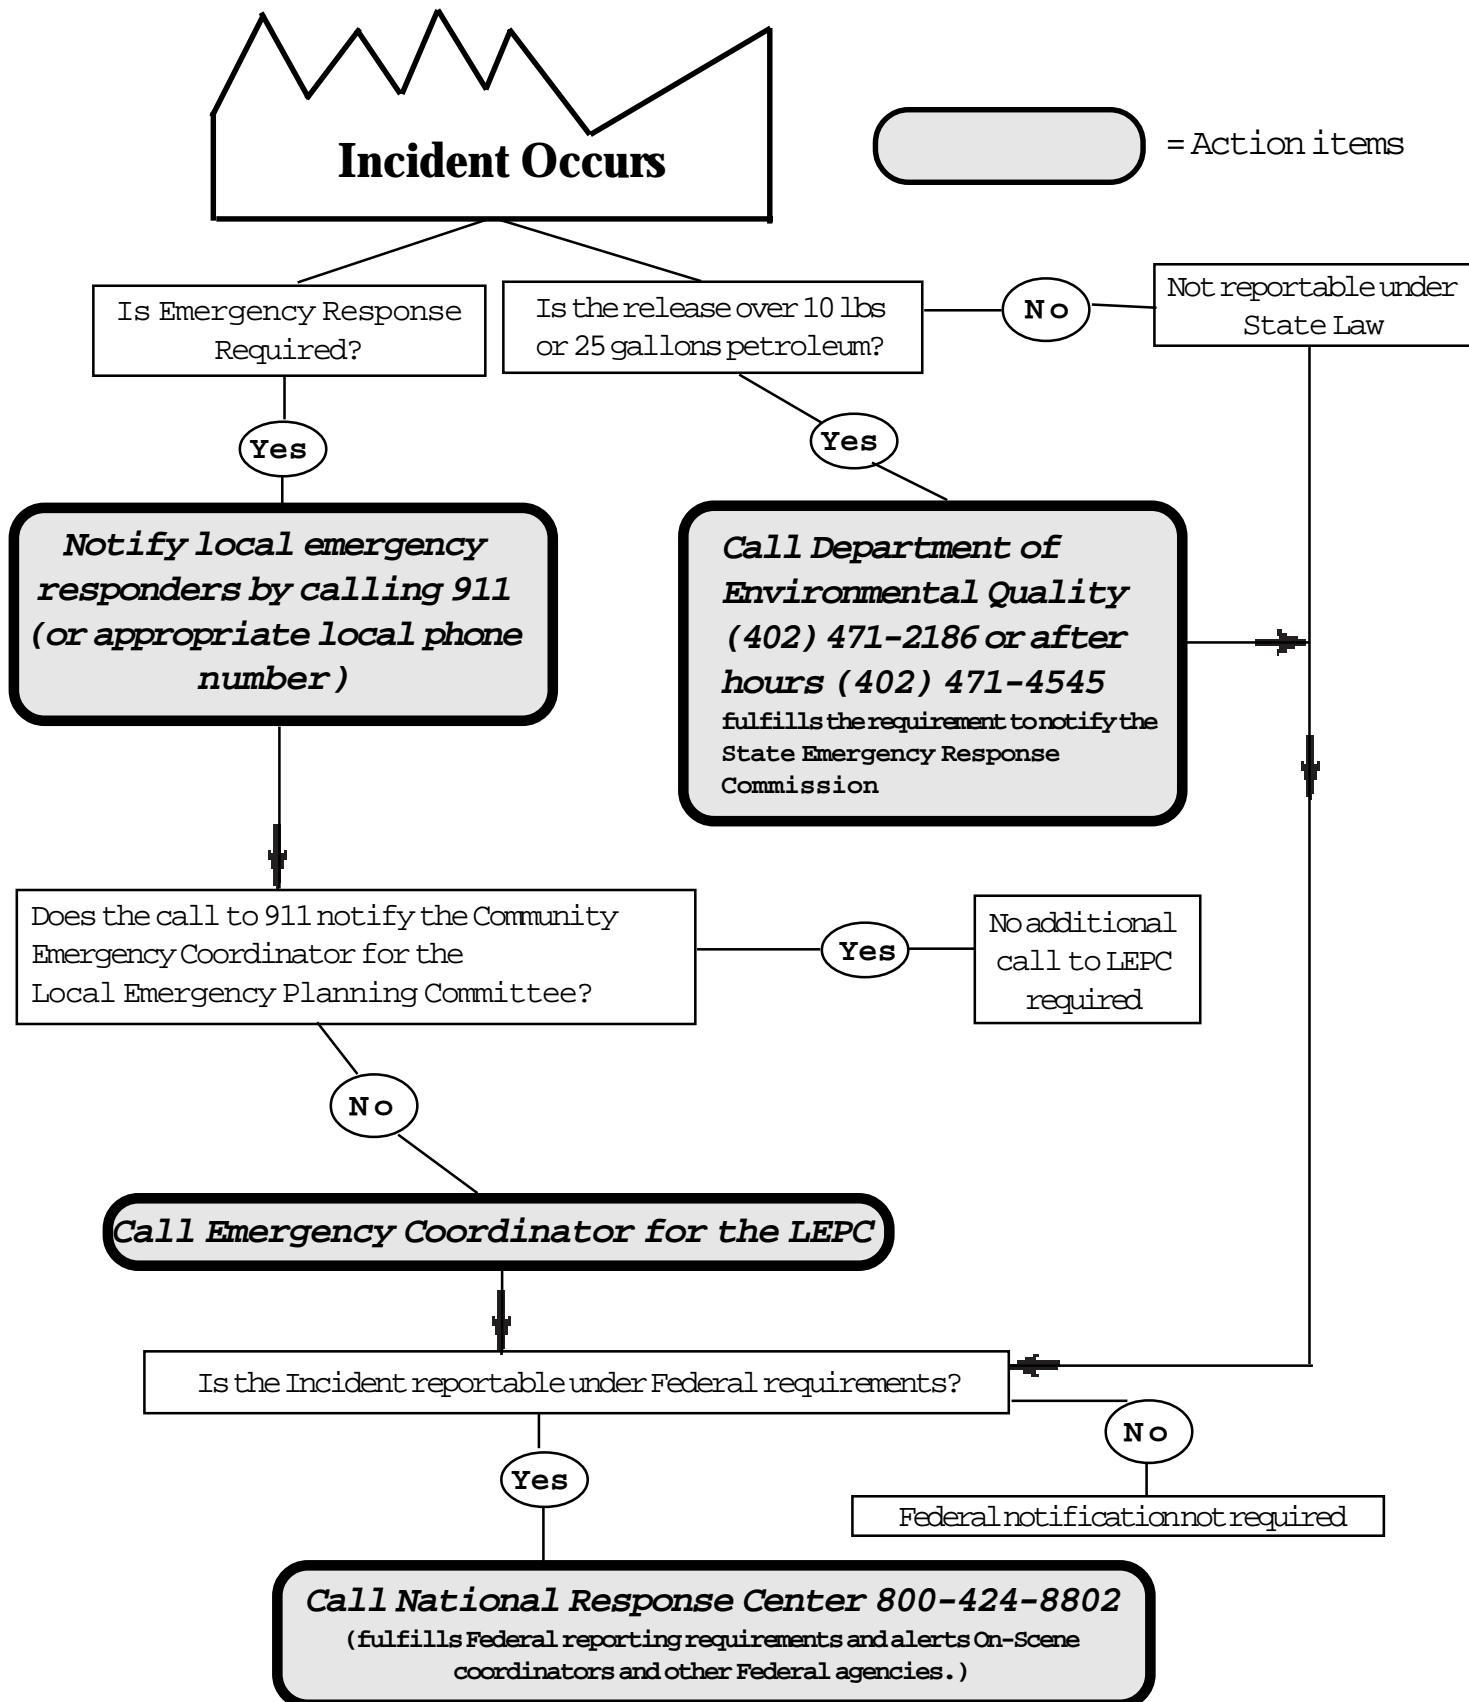 Incident Occurs
= Action items
Is Emergency Response
Required?
Is the release over 10 lbs
or 25 gallons petroleum?
No
Not reportable under
State Law
Yes
Yes
Notify local emergency
responders by calling 911
(or appropriate local phone
number)
Call Department of
Environmental Quality
(402) 471-2186 or after
hours (402) 471-4545
fulfills the requirement to notify the
State Emergency Response
Commission
Does the call to 911 notify the Community
Emergency Coordinator for the
Local Emergency Planning Committee?
Yes
No additional
call to LEPC
required
No
Call Emergency Coordinator for the LEPC
Is the Incident reportable under Federal requirements?
No
Yes
Federal notification not required
Call National Response Center 800-424-8802
(fulfills Federal reporting requirements and alerts On-Scene
coordinators and other Federal agencies.)